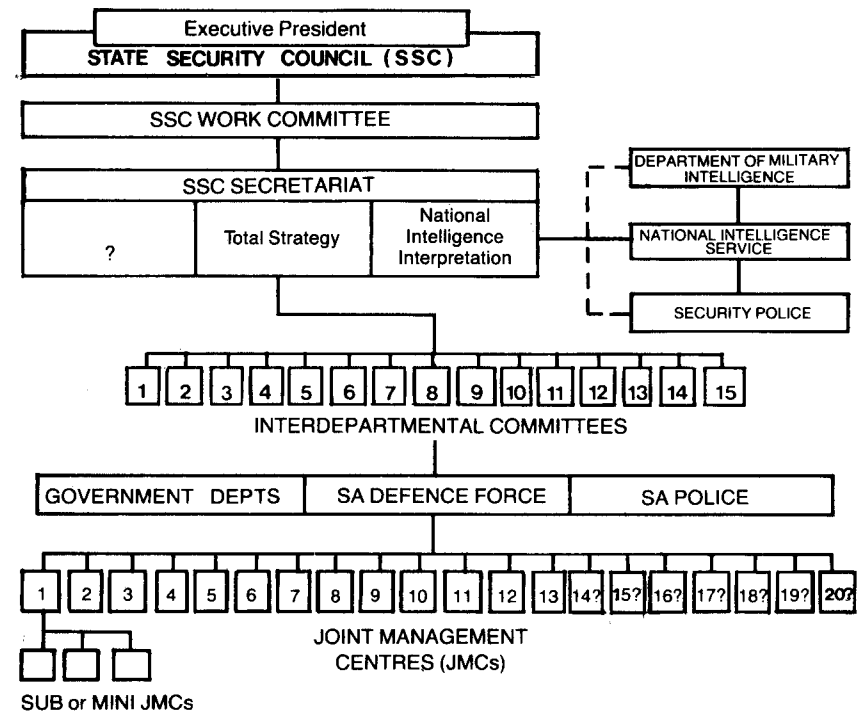 Executive President
STATE SECURITY COUNCIL (SSC)
SSC WORK COMMITTEE
SSC SECRETARIAT
?
Total Strategy
National
Intelligence
Interpretation
DEPARTMENT OF MILITARY
INTELLIGENCE
NATIONAL INTELLIGENCE
SERVICE
SECURITY POLICE
1 2 3 4 5 6 7 8 9 10 11 12 13 14 15
INTERDEPARTMENTAL COMMITTEES
GOVERNMENT DEPTS
SA DEFENCE FORCE
SA POLICE
1 2 3 4 5 6 7 8 9 10 11 12 13 14? 15? 16? 17? 18? 19? 20?
JOINT MANAGEMENT
CENTRES (JMCs)
SUB or MINI JMCs